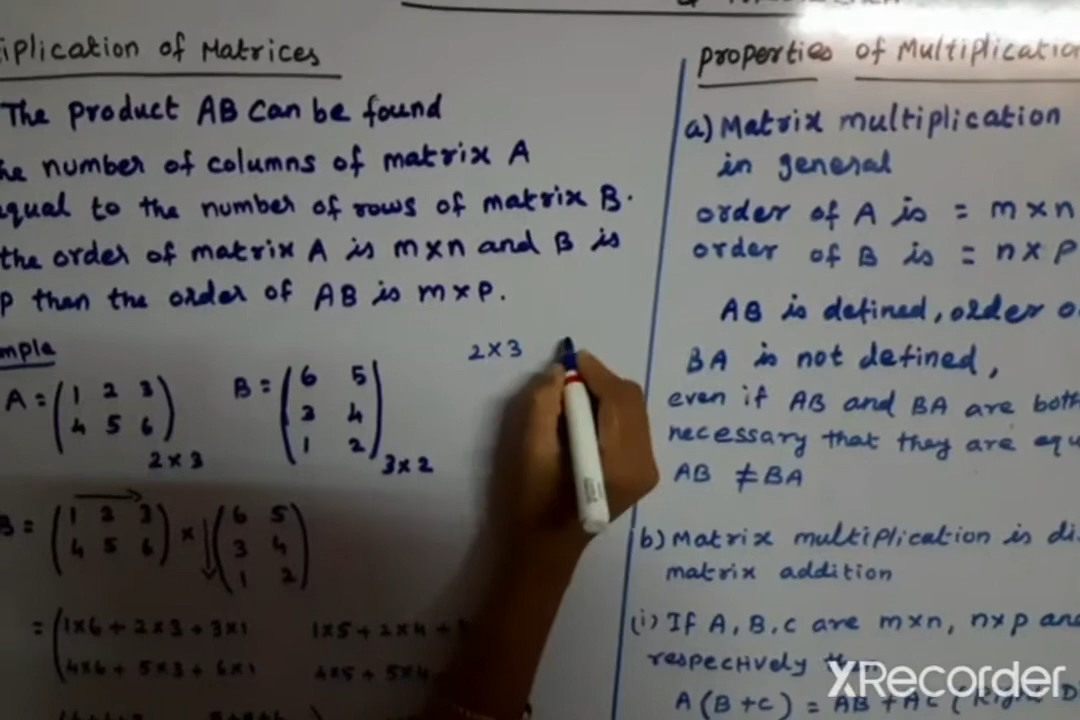 iplication of Matrices
The product AB can be found
he number of columns of matrix A
equal to the number of rows of matrix B.
the order of matrix A is m×n and B is
p than the order of AB is m×p.
mple
A = (1 2 3
4 5 6) 2×3
B = (6 5
3 4
1 2) 3×2
2×3
B = (1 2 3
4 5 6) × (6 5
3 4
1 2)
= (1×6 + 2×3 + 3×1 1×5 + 2×4 +
4×6 + 5×3 + 6×1 4×5 + 5×4
properties of Multiplication
a) Matrix multiplication
in general
order of A is = m×n
order of B is = n×p
AB is defined, order o
BA is not defined,
even if AB and BA are both
necessary that they are equ
AB ≠ BA
b) Matrix multiplication is di
matrix addition
(i) If A, B, C are m×n, n×p an
respectively
A(B+C) = AB + AC (Right D
XRecorder